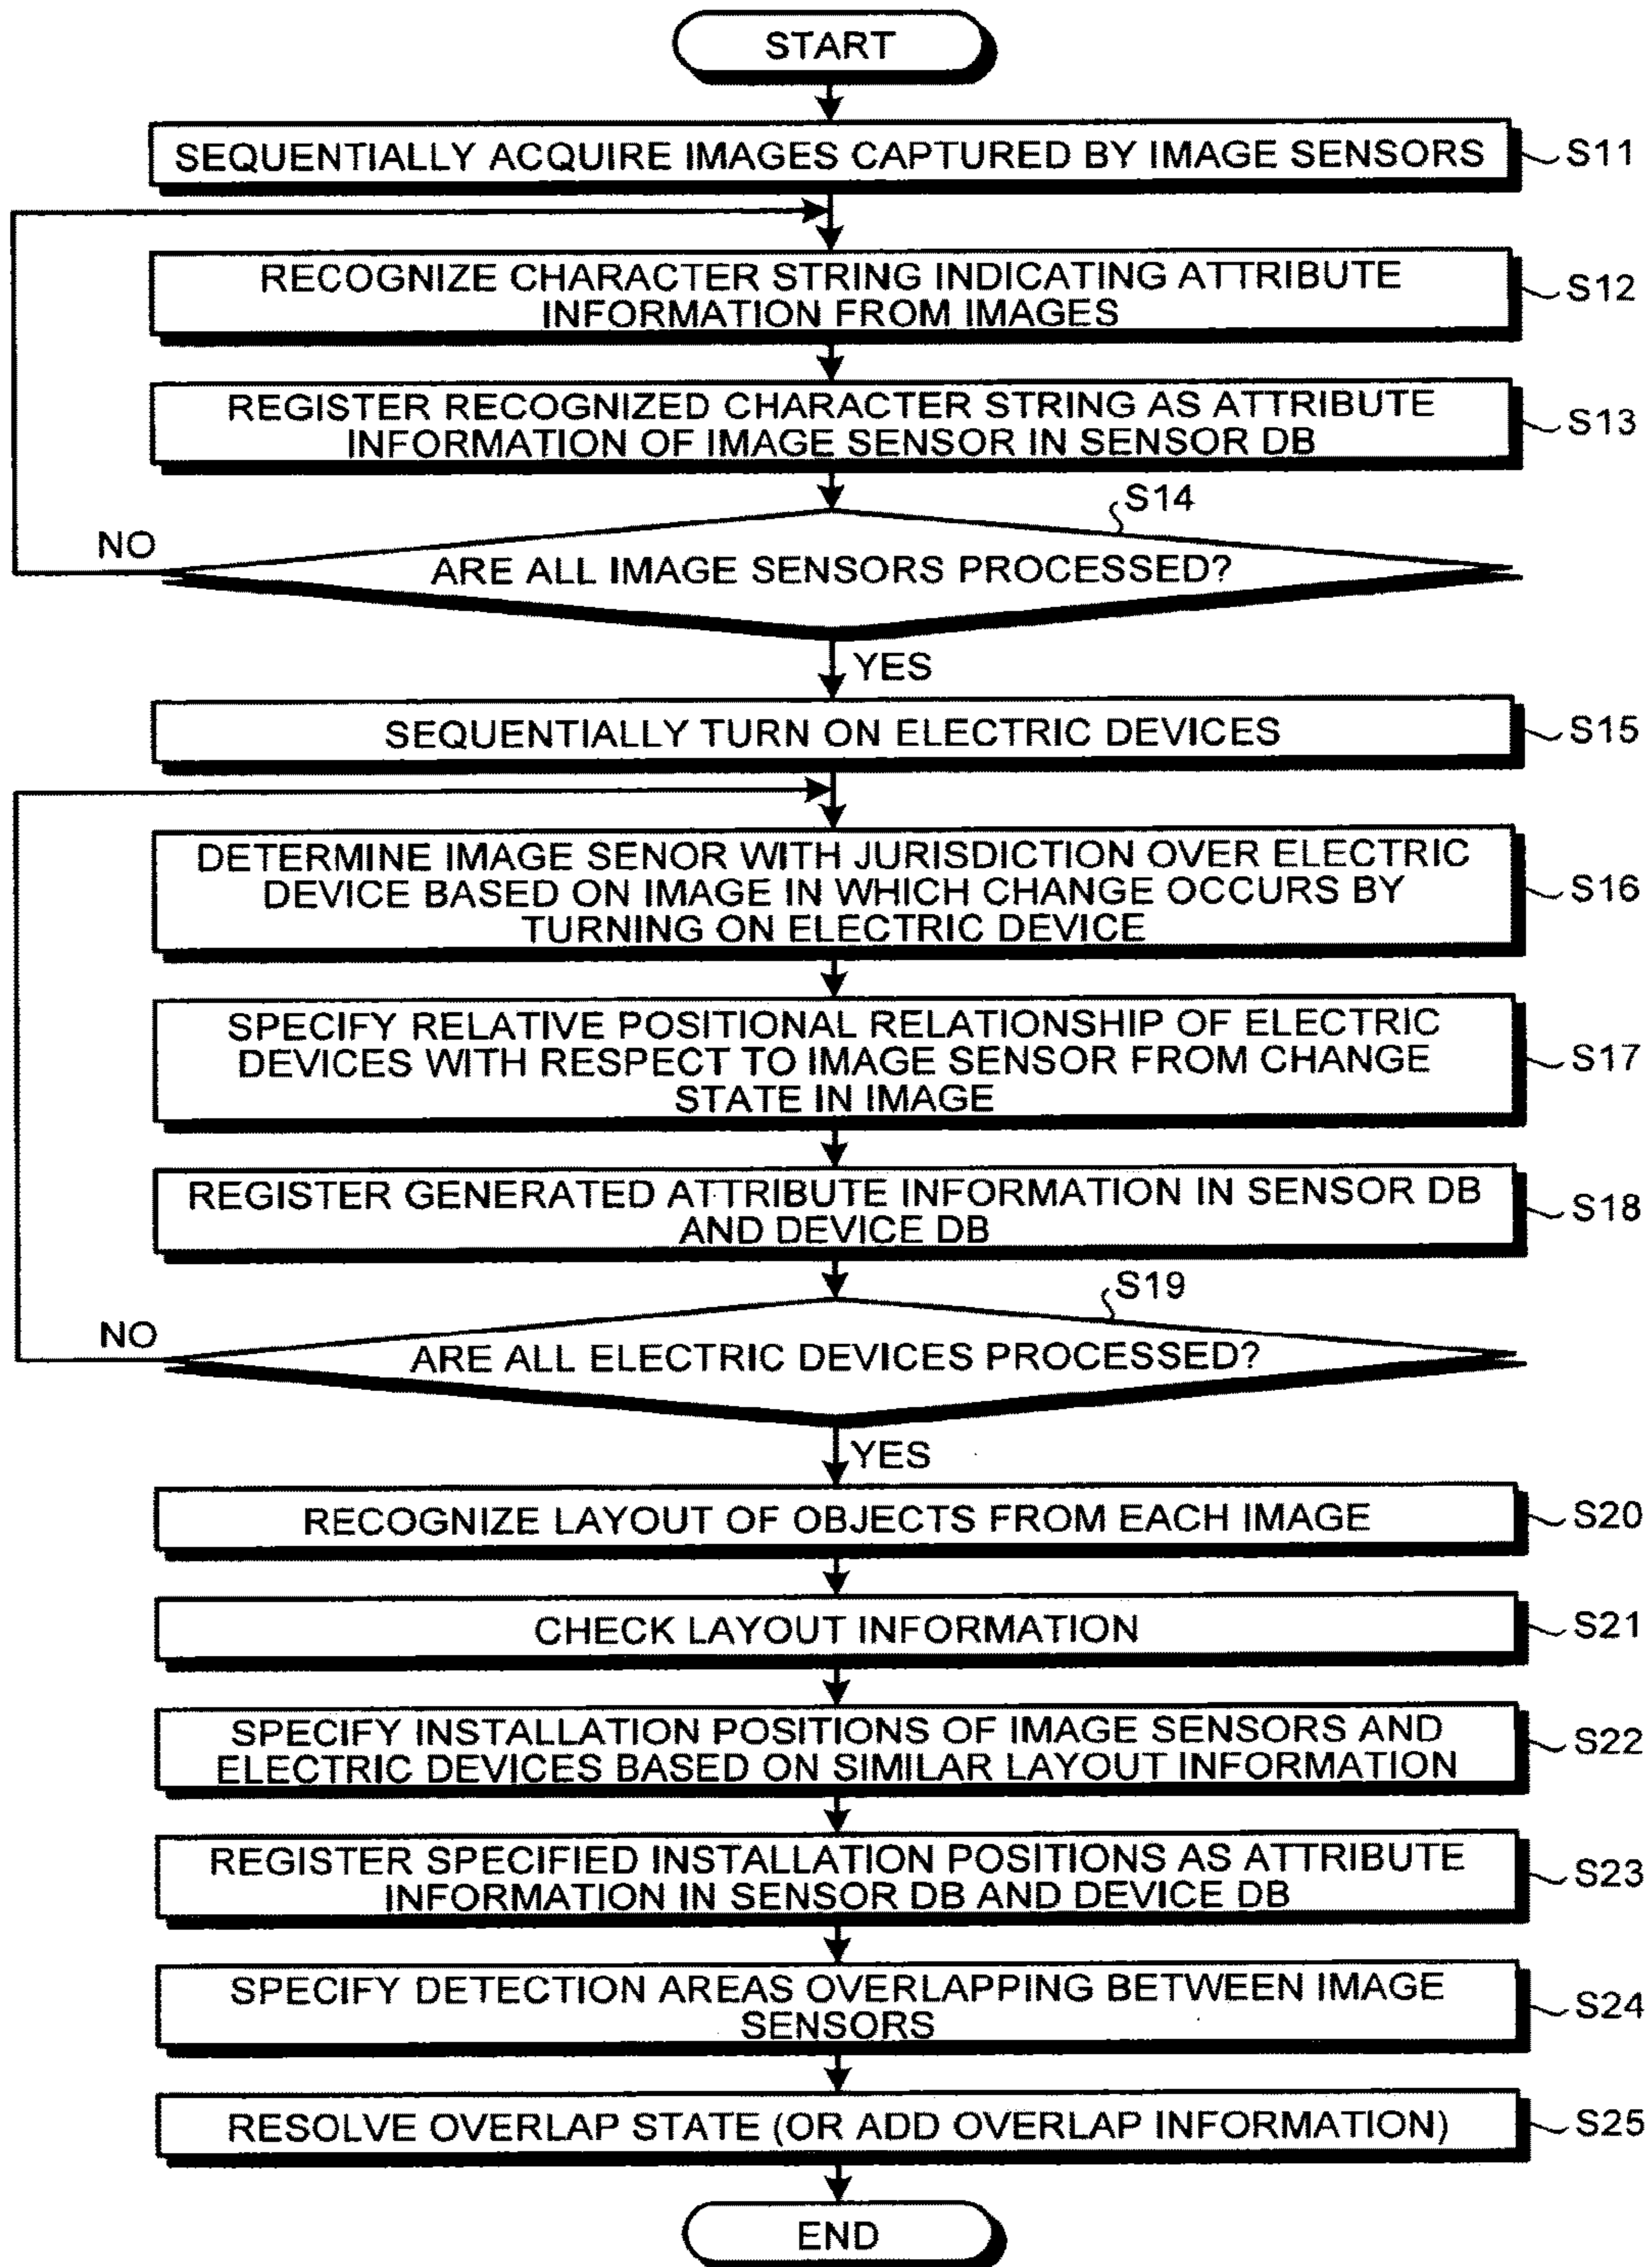 START
SEQUENTIALLY ACQUIRE IMAGES CAPTURED BY IMAGE SENSORS
S11
RECOGNIZE CHARACTER STRING INDICATING ATTRIBUTE
INFORMATION FROM IMAGES
S12
REGISTER RECOGNIZED CHARACTER STRING AS ATTRIBUTE
INFORMATION OF IMAGE SENSOR IN SENSOR DB
S13
S14
NO
ARE ALL IMAGE SENSORS PROCESSED?
YES
SEQUENTIALLY TURN ON ELECTRIC DEVICES
S15
DETERMINE IMAGE SENOR WITH JURISDICTION OVER ELECTRIC
DEVICE BASED ON IMAGE IN WHICH CHANGE OCCURS BY
TURNING ON ELECTRIC DEVICE
S16
SPECIFY RELATIVE POSITIONAL RELATIONSHIP OF ELECTRIC
DEVICES WITH RESPECT TO IMAGE SENSOR FROM CHANGE
STATE IN IMAGE
S17
REGISTER GENERATED ATTRIBUTE INFORMATION IN SENSOR DB
AND DEVICE DB
S18
S19
NO
ARE ALL ELECTRIC DEVICES PROCESSED?
YES
RECOGNIZE LAYOUT OF OBJECTS FROM EACH IMAGE
S20
CHECK LAYOUT INFORMATION
S21
SPECIFY INSTALLATION POSITIONS OF IMAGE SENSORS AND
ELECTRIC DEVICES BASED ON SIMILAR LAYOUT INFORMATION
S22
REGISTER SPECIFIED INSTALLATION POSITIONS AS ATTRIBUTE
INFORMATION IN SENSOR DB AND DEVICE DB
S23
SPECIFY DETECTION AREAS OVERLAPPING BETWEEN IMAGE
SENSORS
S24
RESOLVE OVERLAP STATE (OR ADD OVERLAP INFORMATION)
S25
END